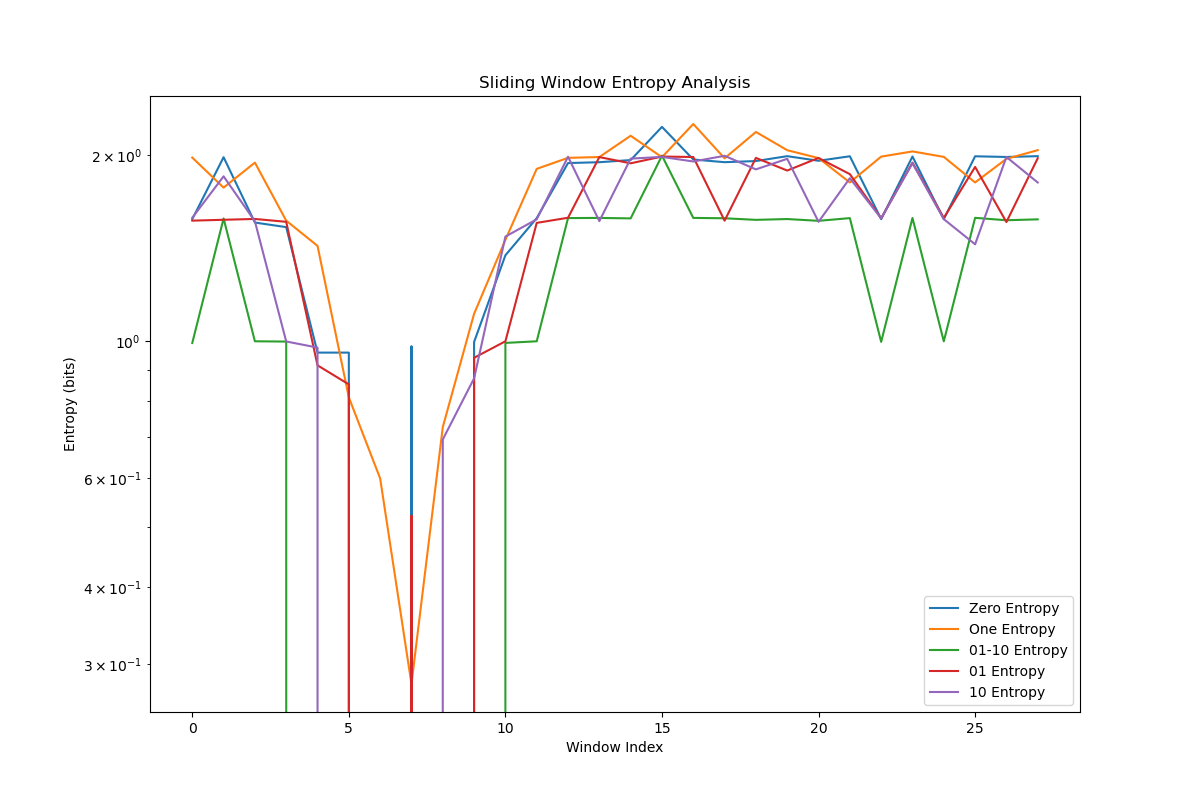 Sliding Window Entropy Analysis
2 × 10⁰
10⁰
6 × 10⁻¹
4 × 10⁻¹
3 × 10⁻¹
Entropy (bits)
0 5 10 15 20 25
Window Index
Zero Entropy
One Entropy
01-10 Entropy
01 Entropy
10 Entropy